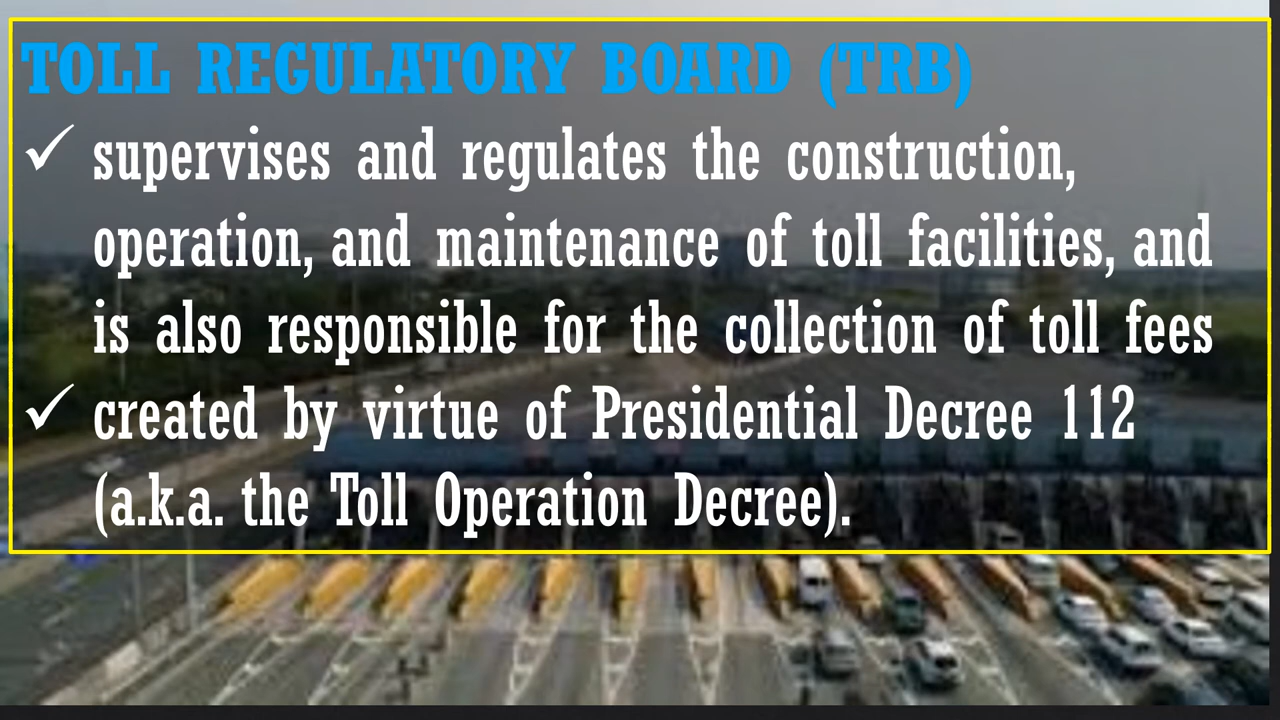 TOLL REGULATORY BOARD (TRB)
✓ supervises and regulates the construction,
operation, and maintenance of toll facilities, and
is also responsible for the collection of toll fees
✓ created by virtue of Presidential Decree 112
(a.k.a. the Toll Operation Decree).